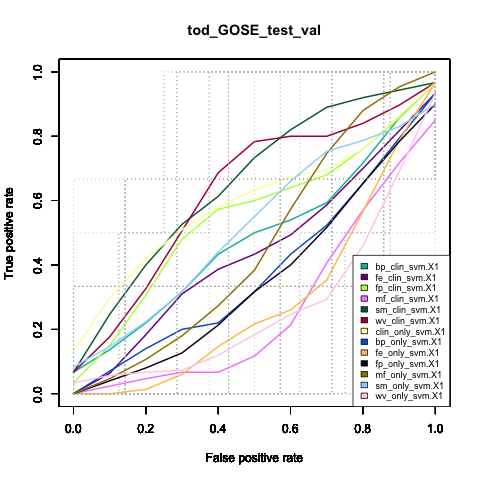 tod_GOSE_test_val
True positive rate
1.0
0.8
0.6
0.4
0.2
0.0
bp_clin_svm.X1
fe_clin_svm.X1
fp_clin_svm.X1
mf_clin_svm.X1
sm_clin_svm.X1
wv_clin_svm.X1
clin_only_svm.X1
bp_only_svm.X1
fe_only_svm.X1
fp_only_svm.X1
mf_only_svm.X1
sm_only_svm.X1
wv_only_svm.X1
0.0 0.2 0.4 0.6 0.8 1.0
False positive rate